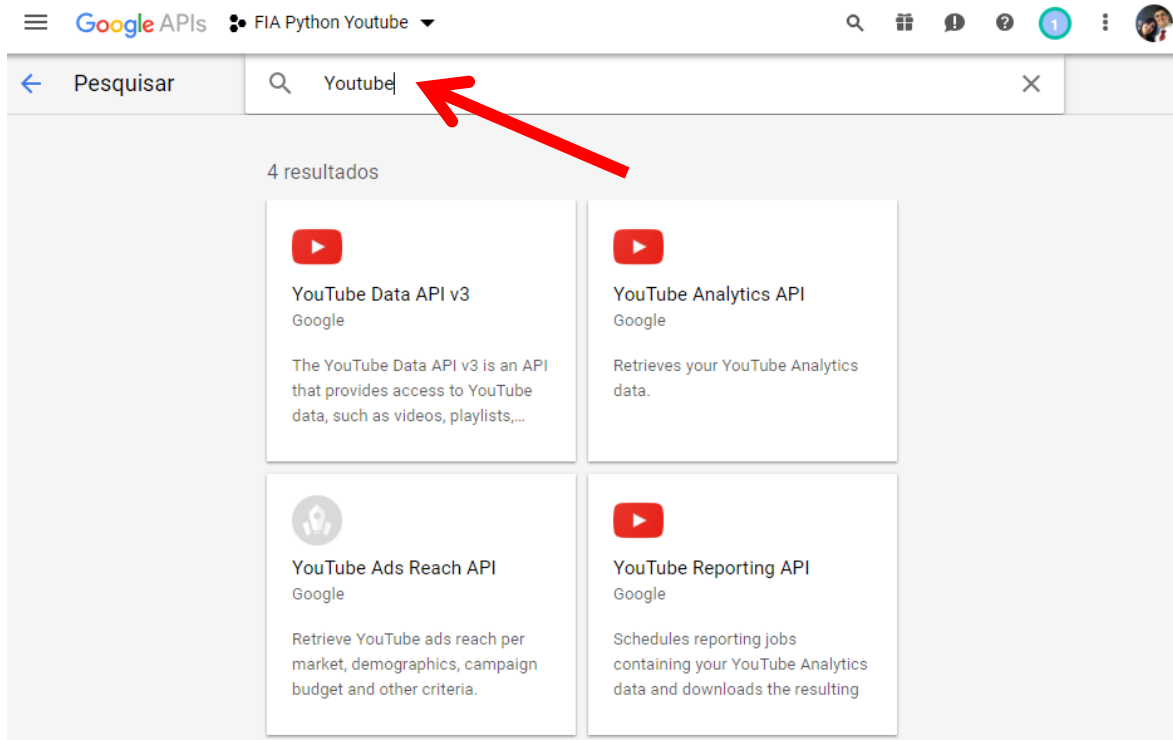 Google APIs FIA Python Youtube 1
Pesquisar Youtube
4 resultados
YouTube Data API v3
Google
The YouTube Data API v3 is an API
that provides access to YouTube
data, such as videos, playlists,...
YouTube Analytics API
Google
Retrieves your YouTube Analytics
data.
YouTube Ads Reach API
Google
Retrieve YouTube ads reach per
market, demographics, campaign
budget and other criteria.
YouTube Reporting API
Google
Schedules reporting jobs
containing your YouTube Analytics
data and downloads the resulting